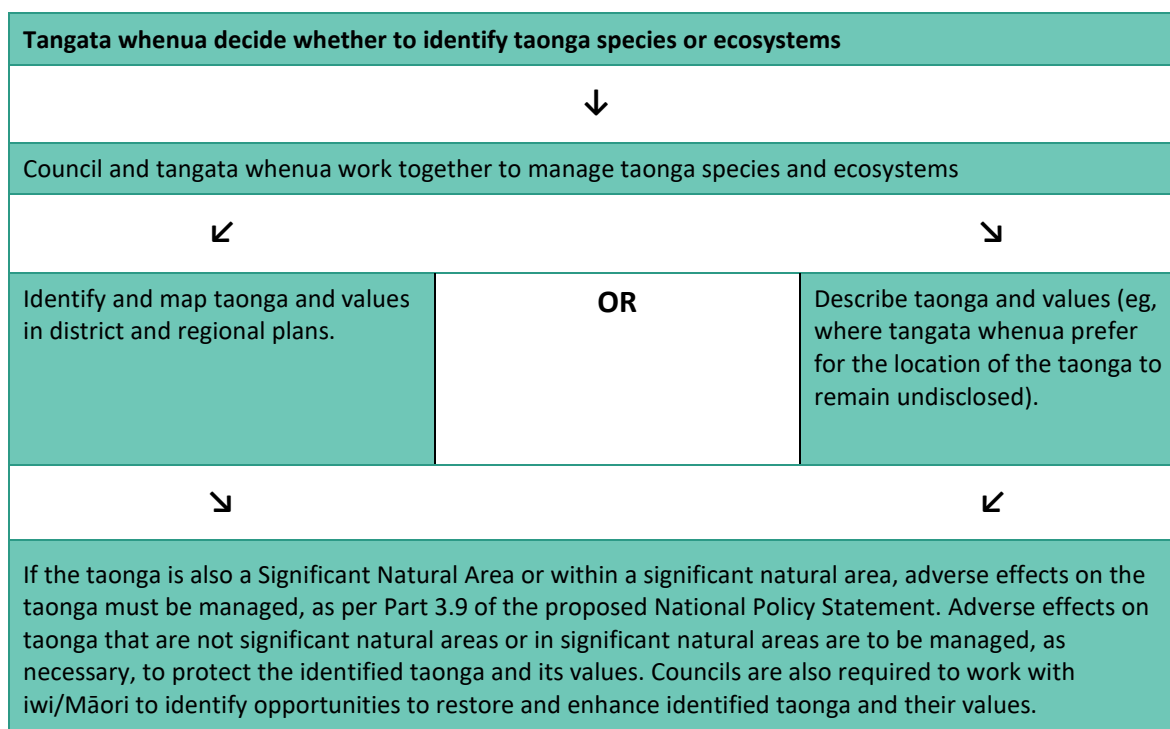 Tangata whenua decide whether to identify taonga species or ecosystems
↓
Council and tangata whenua work together to manage taonga species and ecosystems
↙ ↘
Identify and map taonga and values
in district and regional plans.
OR
Describe taonga and values (eg,
where tangata whenua prefer
for the location of the taonga to
remain undisclosed).
↘ ↙
If the taonga is also a Significant Natural Area or within a significant natural area, adverse effects on the
taonga must be managed, as per Part 3.9 of the proposed National Policy Statement. Adverse effects on
taonga that are not significant natural areas or in significant natural areas are to be managed, as
necessary, to protect the identified taonga and its values. Councils are also required to work with
iwi/Māori to identify opportunities to restore and enhance identified taonga and their values.